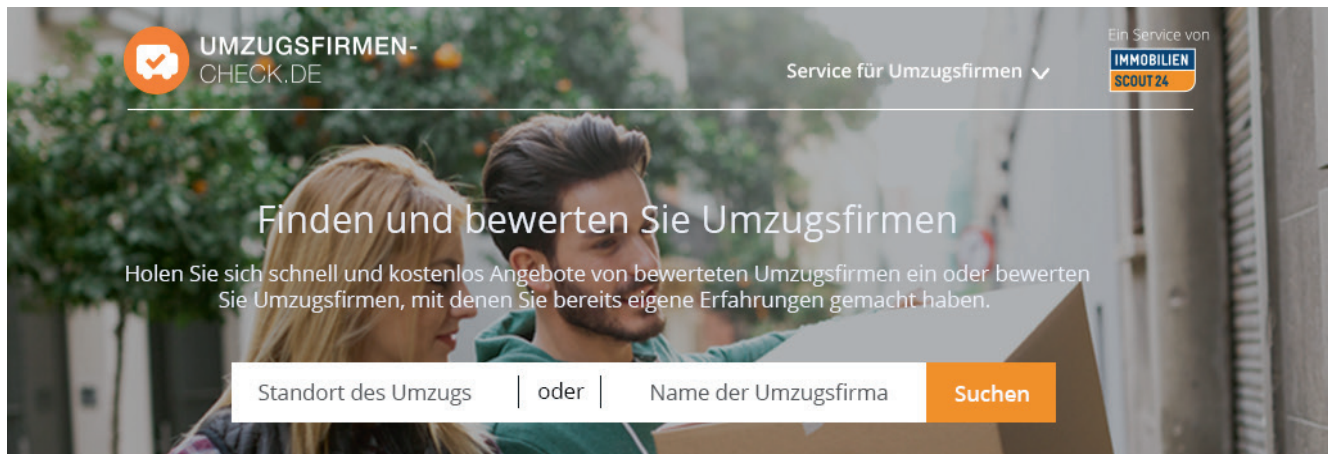 UMZUGSFIRMEN-
CHECK.DE
Service für Umzugsfirmen
Ein Service von
IMMOBILIEN
SCOUT24
Finden und bewerten Sie Umzugsfirmen
Holen Sie sich schnell und kostenlos Angebote von bewerteten Umzugsfirmen ein oder bewerten
Sie Umzugsfirmen, mit denen Sie bereits eigene Erfahrungen gemacht haben.
Standort des Umzugs oder Name der Umzugsfirma Suchen